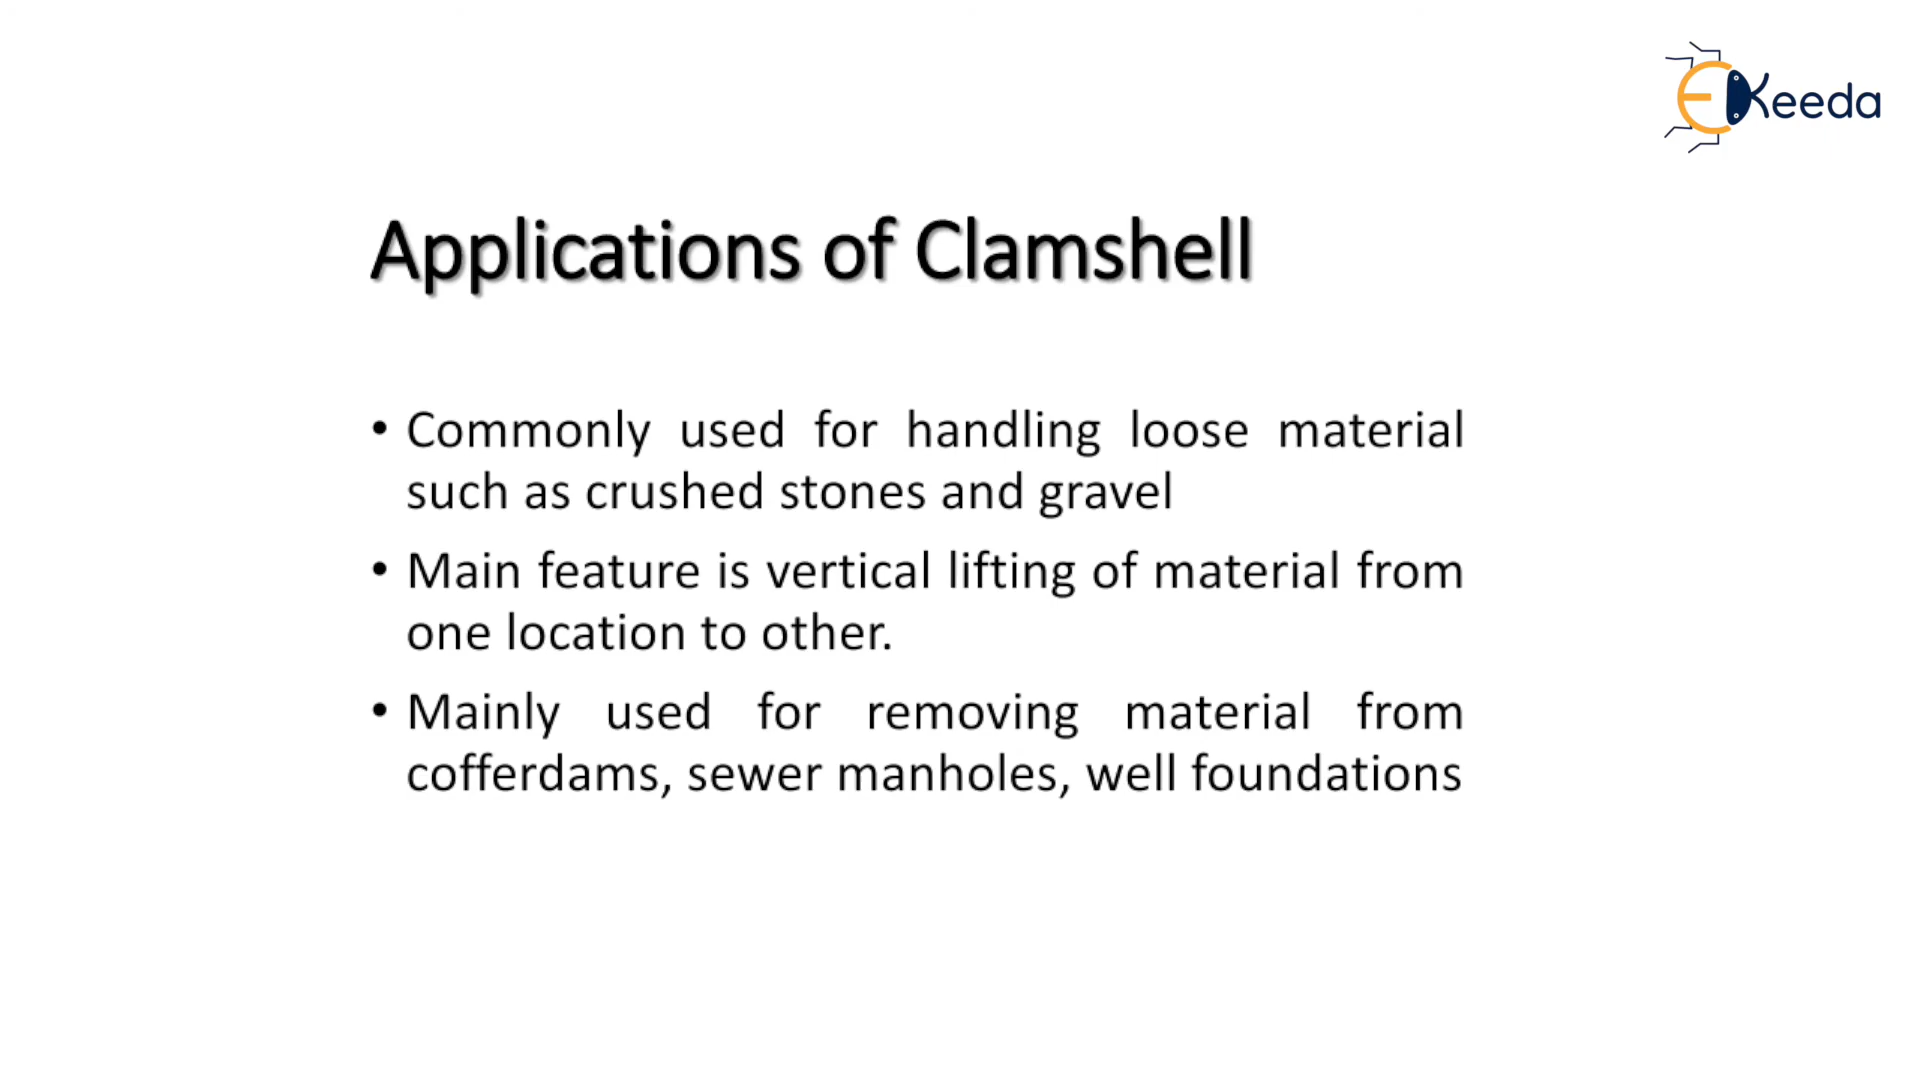 EKeeda
Applications of Clamshell
• Commonly used for handling loose material
such as crushed stones and gravel
• Main feature is vertical lifting of material from
one location to other.
• Mainly used for removing material from
cofferdams, sewer manholes, well foundations